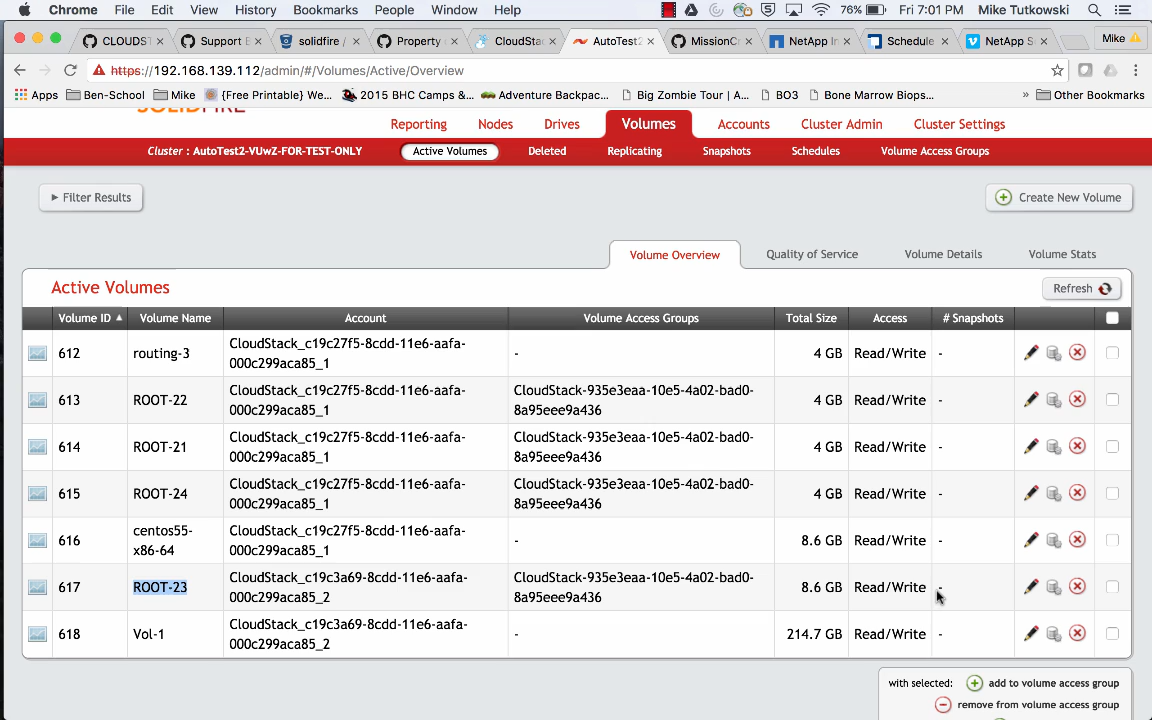 Chrome File Edit View History Bookmarks People Window Help 76% Fri 7:01 PM Mike Tutkowski
CLOUDST Support E solidfire / Property CloudStac AutoTest2 MissionCr NetApp In Schedule NetApp S Mike
https://192.168.139.112/admin/#/Volumes/Active/Overview
Apps Ben-School Mike {Free Printable} We... 2015 BHC Camps &... Adventure Backpac... Big Zombie Tour | A... BO3 Bone Marrow Biops... » Other Bookmarks
SOLIDFIRE
Reporting Nodes Drives Volumes Accounts Cluster Admin Cluster Settings
Cluster : AutoTest2-VUwZ-FOR-TEST-ONLY Active Volumes Deleted Replicating Snapshots Schedules Volume Access Groups
Filter Results Create New Volume
Volume Overview Quality of Service Volume Details Volume Stats
Active Volumes Refresh
Volume ID Volume Name Account Volume Access Groups Total Size Access # Snapshots
612 routing-3 CloudStack_c19c27f5-8cdd-11e6-aafa- - 4 GB Read/Write -
000c299aca85_1
613 ROOT-22 CloudStack_c19c27f5-8cdd-11e6-aafa- CloudStack-935e3eaa-10e5-4a02-bad0- 4 GB Read/Write -
000c299aca85_1 8a95eee9a436
614 ROOT-21 CloudStack_c19c27f5-8cdd-11e6-aafa- CloudStack-935e3eaa-10e5-4a02-bad0- 4 GB Read/Write -
000c299aca85_1 8a95eee9a436
615 ROOT-24 CloudStack_c19c27f5-8cdd-11e6-aafa- CloudStack-935e3eaa-10e5-4a02-bad0- 4 GB Read/Write -
000c299aca85_1 8a95eee9a436
616 centos55- CloudStack_c19c27f5-8cdd-11e6-aafa- - 8.6 GB Read/Write -
x86-64 000c299aca85_1
617 ROOT-23 CloudStack_c19c3a69-8cdd-11e6-aafa- CloudStack-935e3eaa-10e5-4a02-bad0- 8.6 GB Read/Write -
000c299aca85_2 8a95eee9a436
618 Vol-1 CloudStack_c19c3a69-8cdd-11e6-aafa- - 214.7 GB Read/Write -
000c299aca85_2
with selected: add to volume access group
remove from volume access group